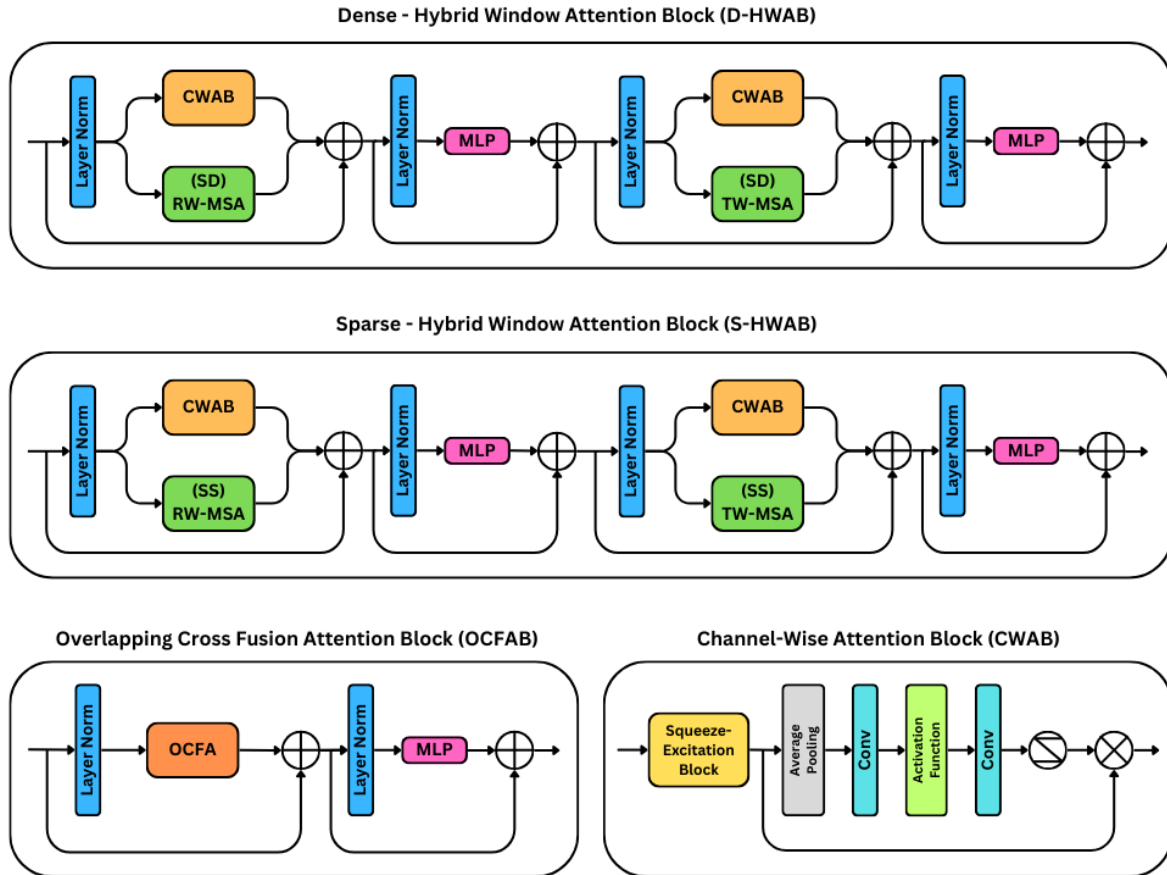 Dense - Hybrid Window Attention Block (D-HWAB)
Layer Norm
CWAB
(SD)
RW-MSA
Layer Norm
MLP
Layer Norm
CWAB
(SD)
TW-MSA
Layer Norm
MLP
Sparse - Hybrid Window Attention Block (S-HWAB)
Layer Norm
CWAB
(SS)
RW-MSA
Layer Norm
MLP
Layer Norm
CWAB
(SS)
TW-MSA
Layer Norm
MLP
Overlapping Cross Fusion Attention Block (OCFAB)
Layer Norm
OCFA
Layer Norm
MLP
Channel-Wise Attention Block (CWAB)
Squeeze-
Excitation
Block
Average
Pooling
Conv
Activation
Function
Conv